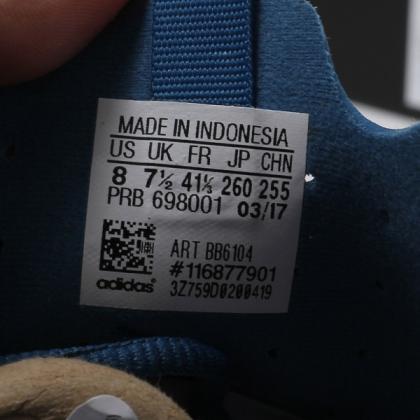 MADE IN INDONESIA
US UK FR JP CHN
8 7½ 41⅓ 260 255
PRB 698001 03/17
ART BB6104
#116877901
adidas 3Z759D0200419